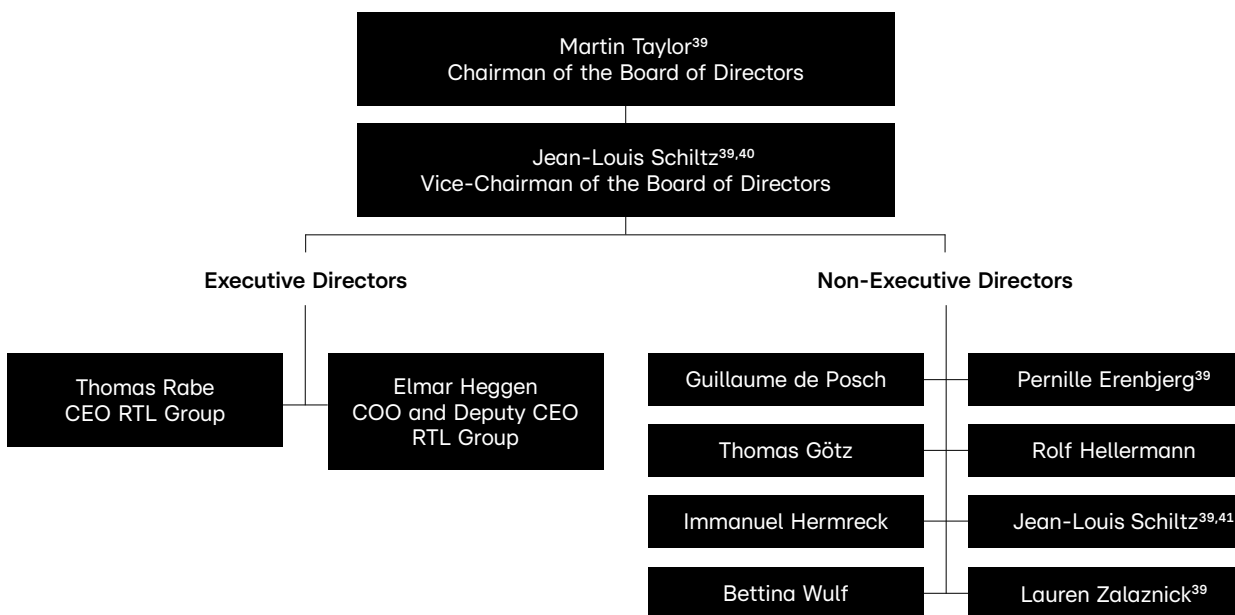 Martin Taylor³⁹
Chairman of the Board of Directors
Jean-Louis Schiltz³⁹,⁴⁰
Vice-Chairman of the Board of Directors
Executive Directors
Non-Executive Directors
Thomas Rabe
CEO RTL Group
Elmar Heggen
COO and Deputy CEO
RTL Group
Guillaume de Posch
Pernille Erenbjerg³⁹
Thomas Götz
Rolf Hellermann
Immanuel Hermreck
Jean-Louis Schiltz³⁹,⁴¹
Bettina Wulf
Lauren Zalaznick³⁹